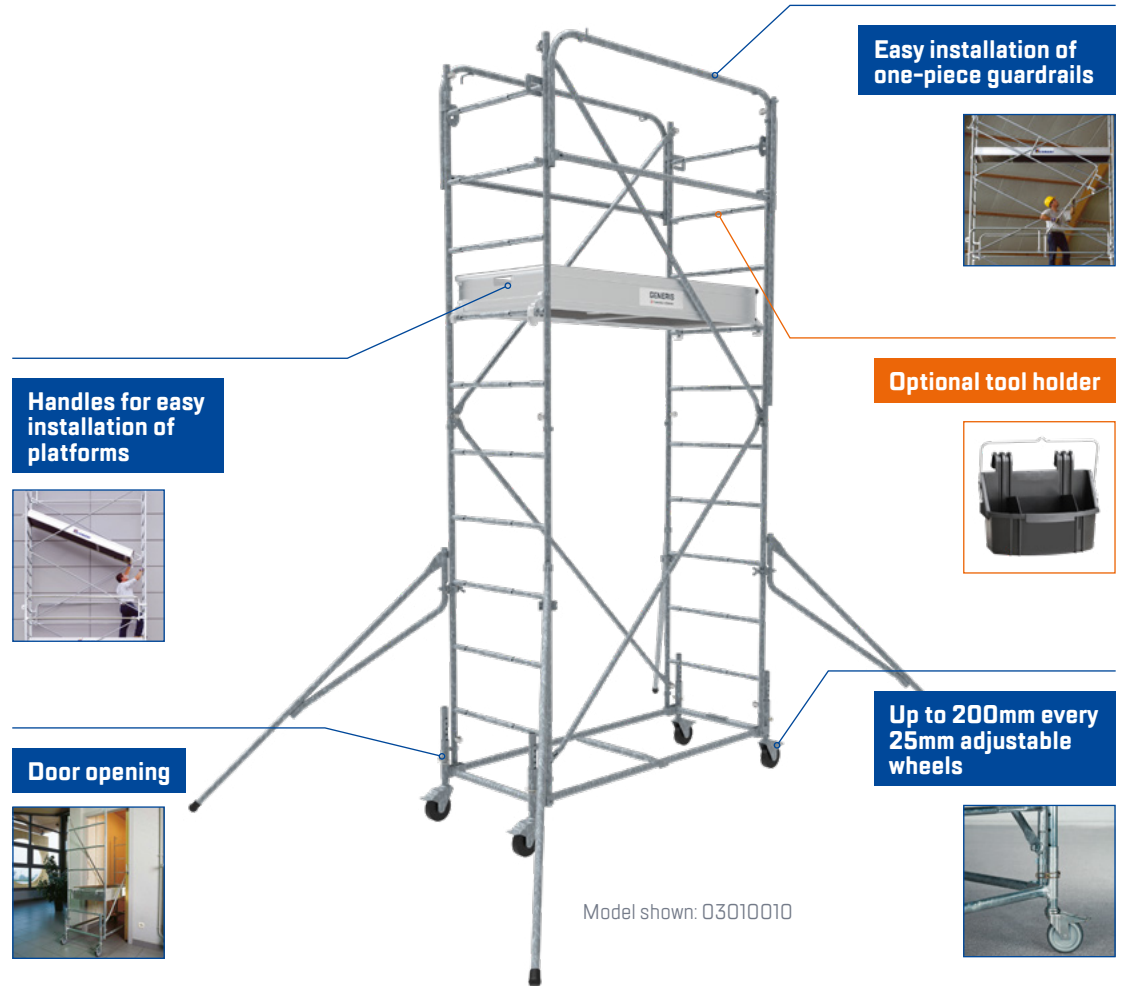 Easy installation of
one-piece guardrails
Optional tool holder
Handles for easy
installation of
platforms
GENERIS
Up to 200mm every
25mm adjustable
wheels
Door opening
Model shown: 03010010